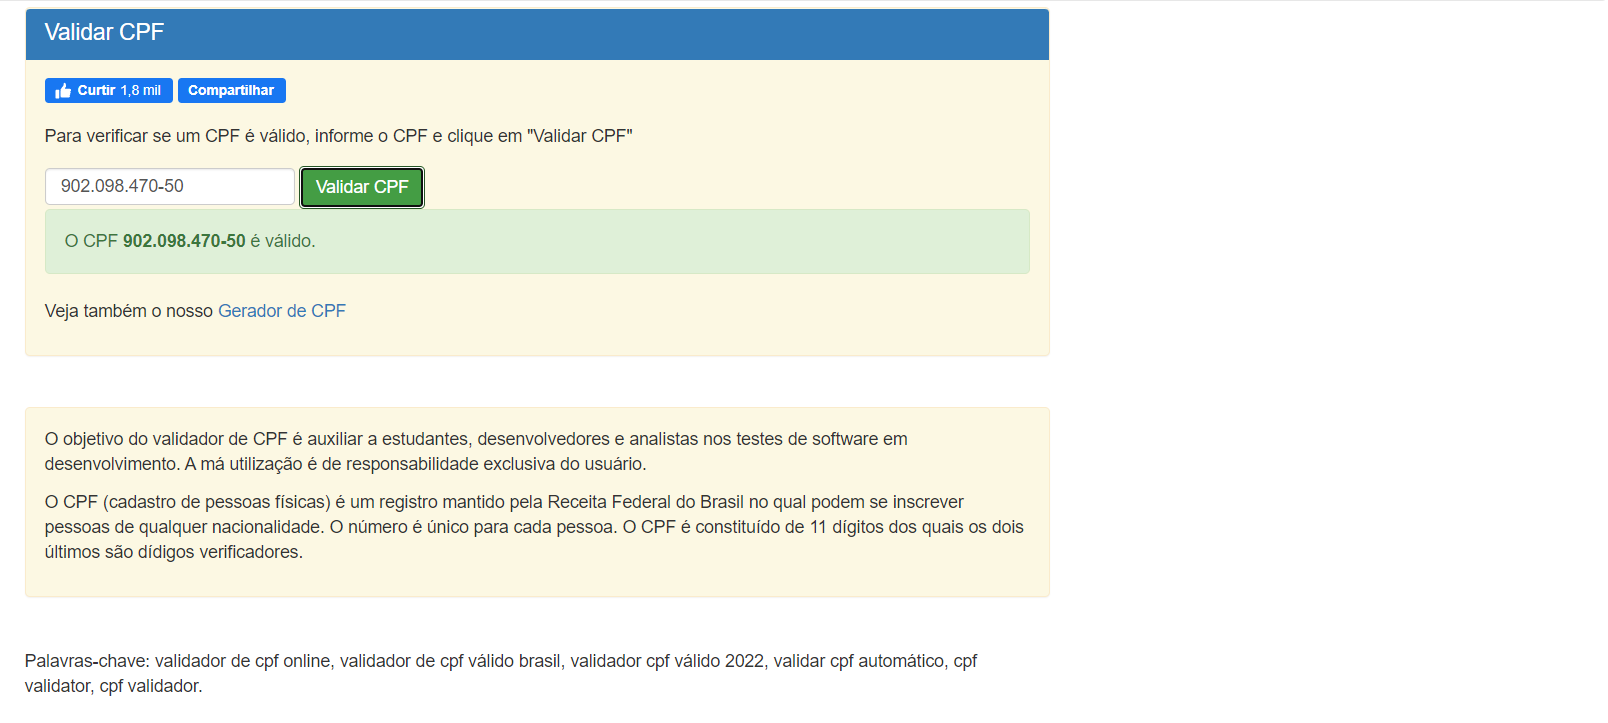 Validar CPF
Curtir 1,8 mil Compartilhar
Para verificar se um CPF é válido, informe o CPF e clique em "Validar CPF"
902.098.470-50 Validar CPF
O CPF 902.098.470-50 é válido.
Veja também o nosso Gerador de CPF
O objetivo do validador de CPF é auxiliar a estudantes, desenvolvedores e analistas nos testes de software em
desenvolvimento. A má utilização é de responsabilidade exclusiva do usuário.
O CPF (cadastro de pessoas físicas) é um registro mantido pela Receita Federal do Brasil no qual podem se inscrever
pessoas de qualquer nacionalidade. O número é único para cada pessoa. O CPF é constituído de 11 dígitos dos quais os dois
últimos são dídigos verificadores.
Palavras-chave: validador de cpf online, validador de cpf válido brasil, validador cpf válido 2022, validar cpf automático, cpf
validator, cpf validador.